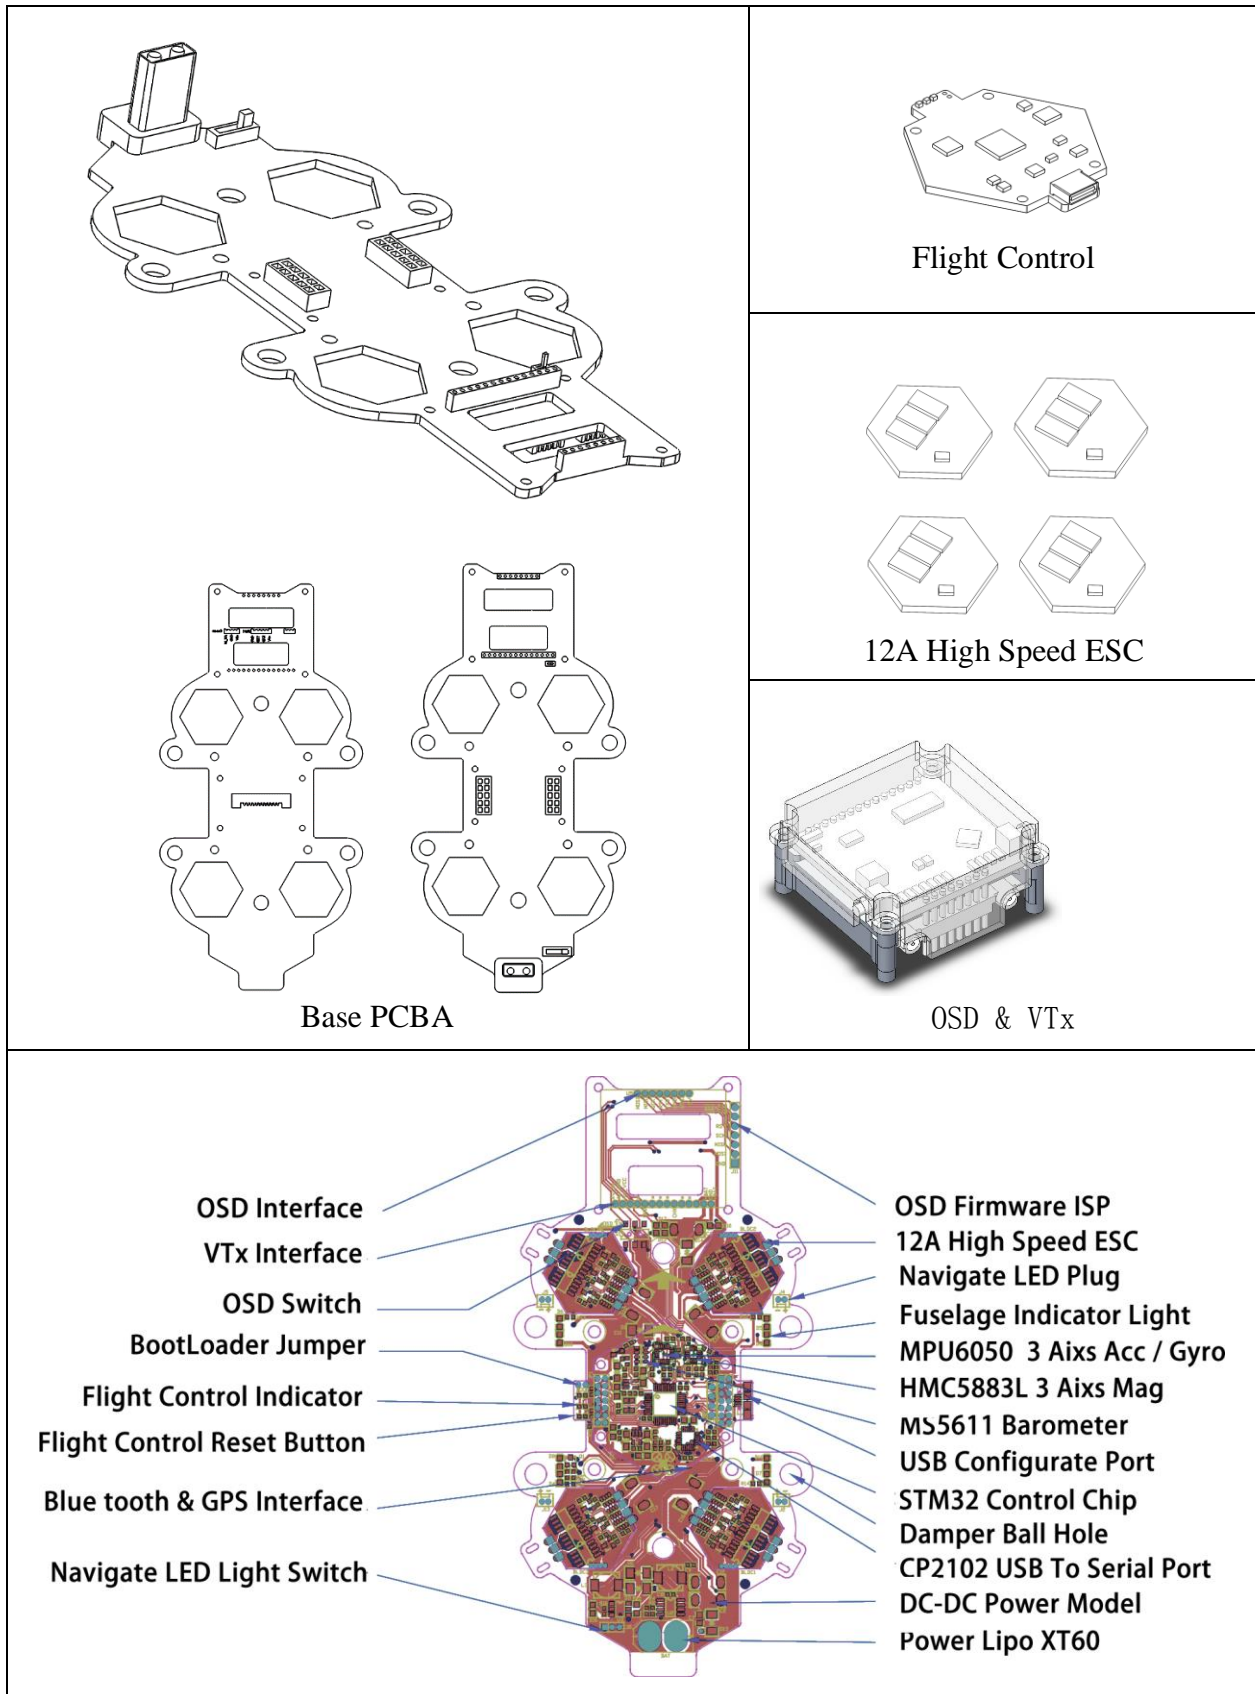 Flight Control
12A High Speed ESC
Base PCBA
OSD & VTx
OSD Interface
VTx Interface
OSD Switch
BootLoader Jumper
Flight Control Indicator
Flight Control Reset Button
Blue tooth & GPS Interface
Navigate LED Light Switch
OSD Firmware ISP
12A High Speed ESC
Navigate LED Plug
Fuselage Indicator Light
MPU6050 3 Aixs Acc / Gyro
HMC5883L 3 Aixs Mag
MS5611 Barometer
USB Configurate Port
STM32 Control Chip
Damper Ball Hole
CP2102 USB To Serial Port
DC-DC Power Model
Power Lipo XT60